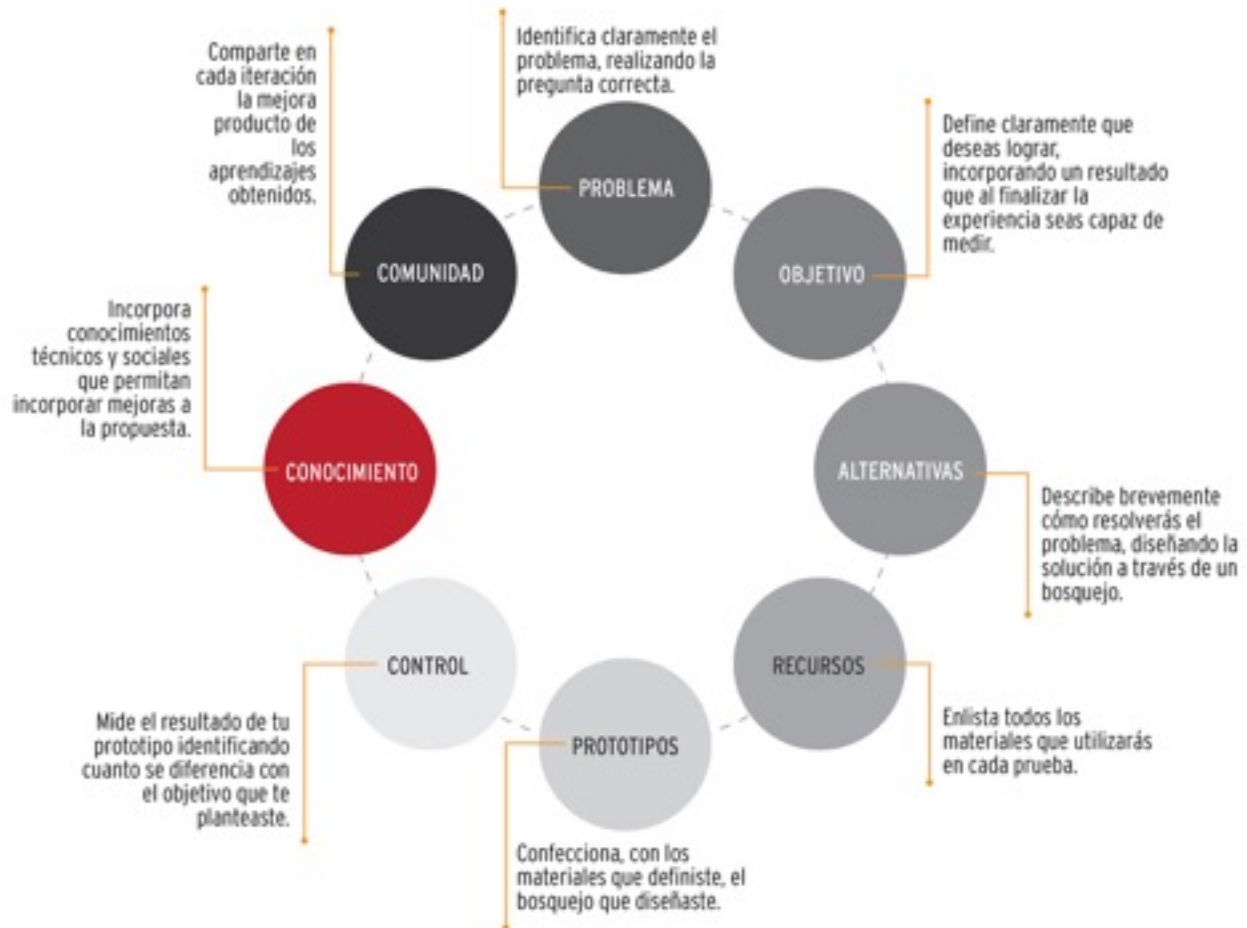 PROBLEMA
Identifica claramente el
problema, realizando la
pregunta correcta.
OBJETIVO
Define claramente que
deseas lograr,
incorporando un resultado
que al finalizar la
experiencia seas capaz de
medir.
ALTERNATIVAS
Describe brevemente
cómo resolverás el
problema, diseñando la
solución a través de un
bosquejo.
RECURSOS
Enlista todos los
materiales que utilizarás
en cada prueba.
PROTOTIPOS
Confecciona, con los
materiales que definiste, el
bosquejo que diseñaste.
CONTROL
Mide el resultado de tu
prototipo identificando
cuanto se diferencia con
el objetivo que te
planteaste.
CONOCIMIENTO
Incorpora
conocimientos
técnicos y sociales
que permitan
incorporar mejoras a
la propuesta.
COMUNIDAD
Comparte en
cada iteración
la mejora
producto de
los
aprendizajes
obtenidos.